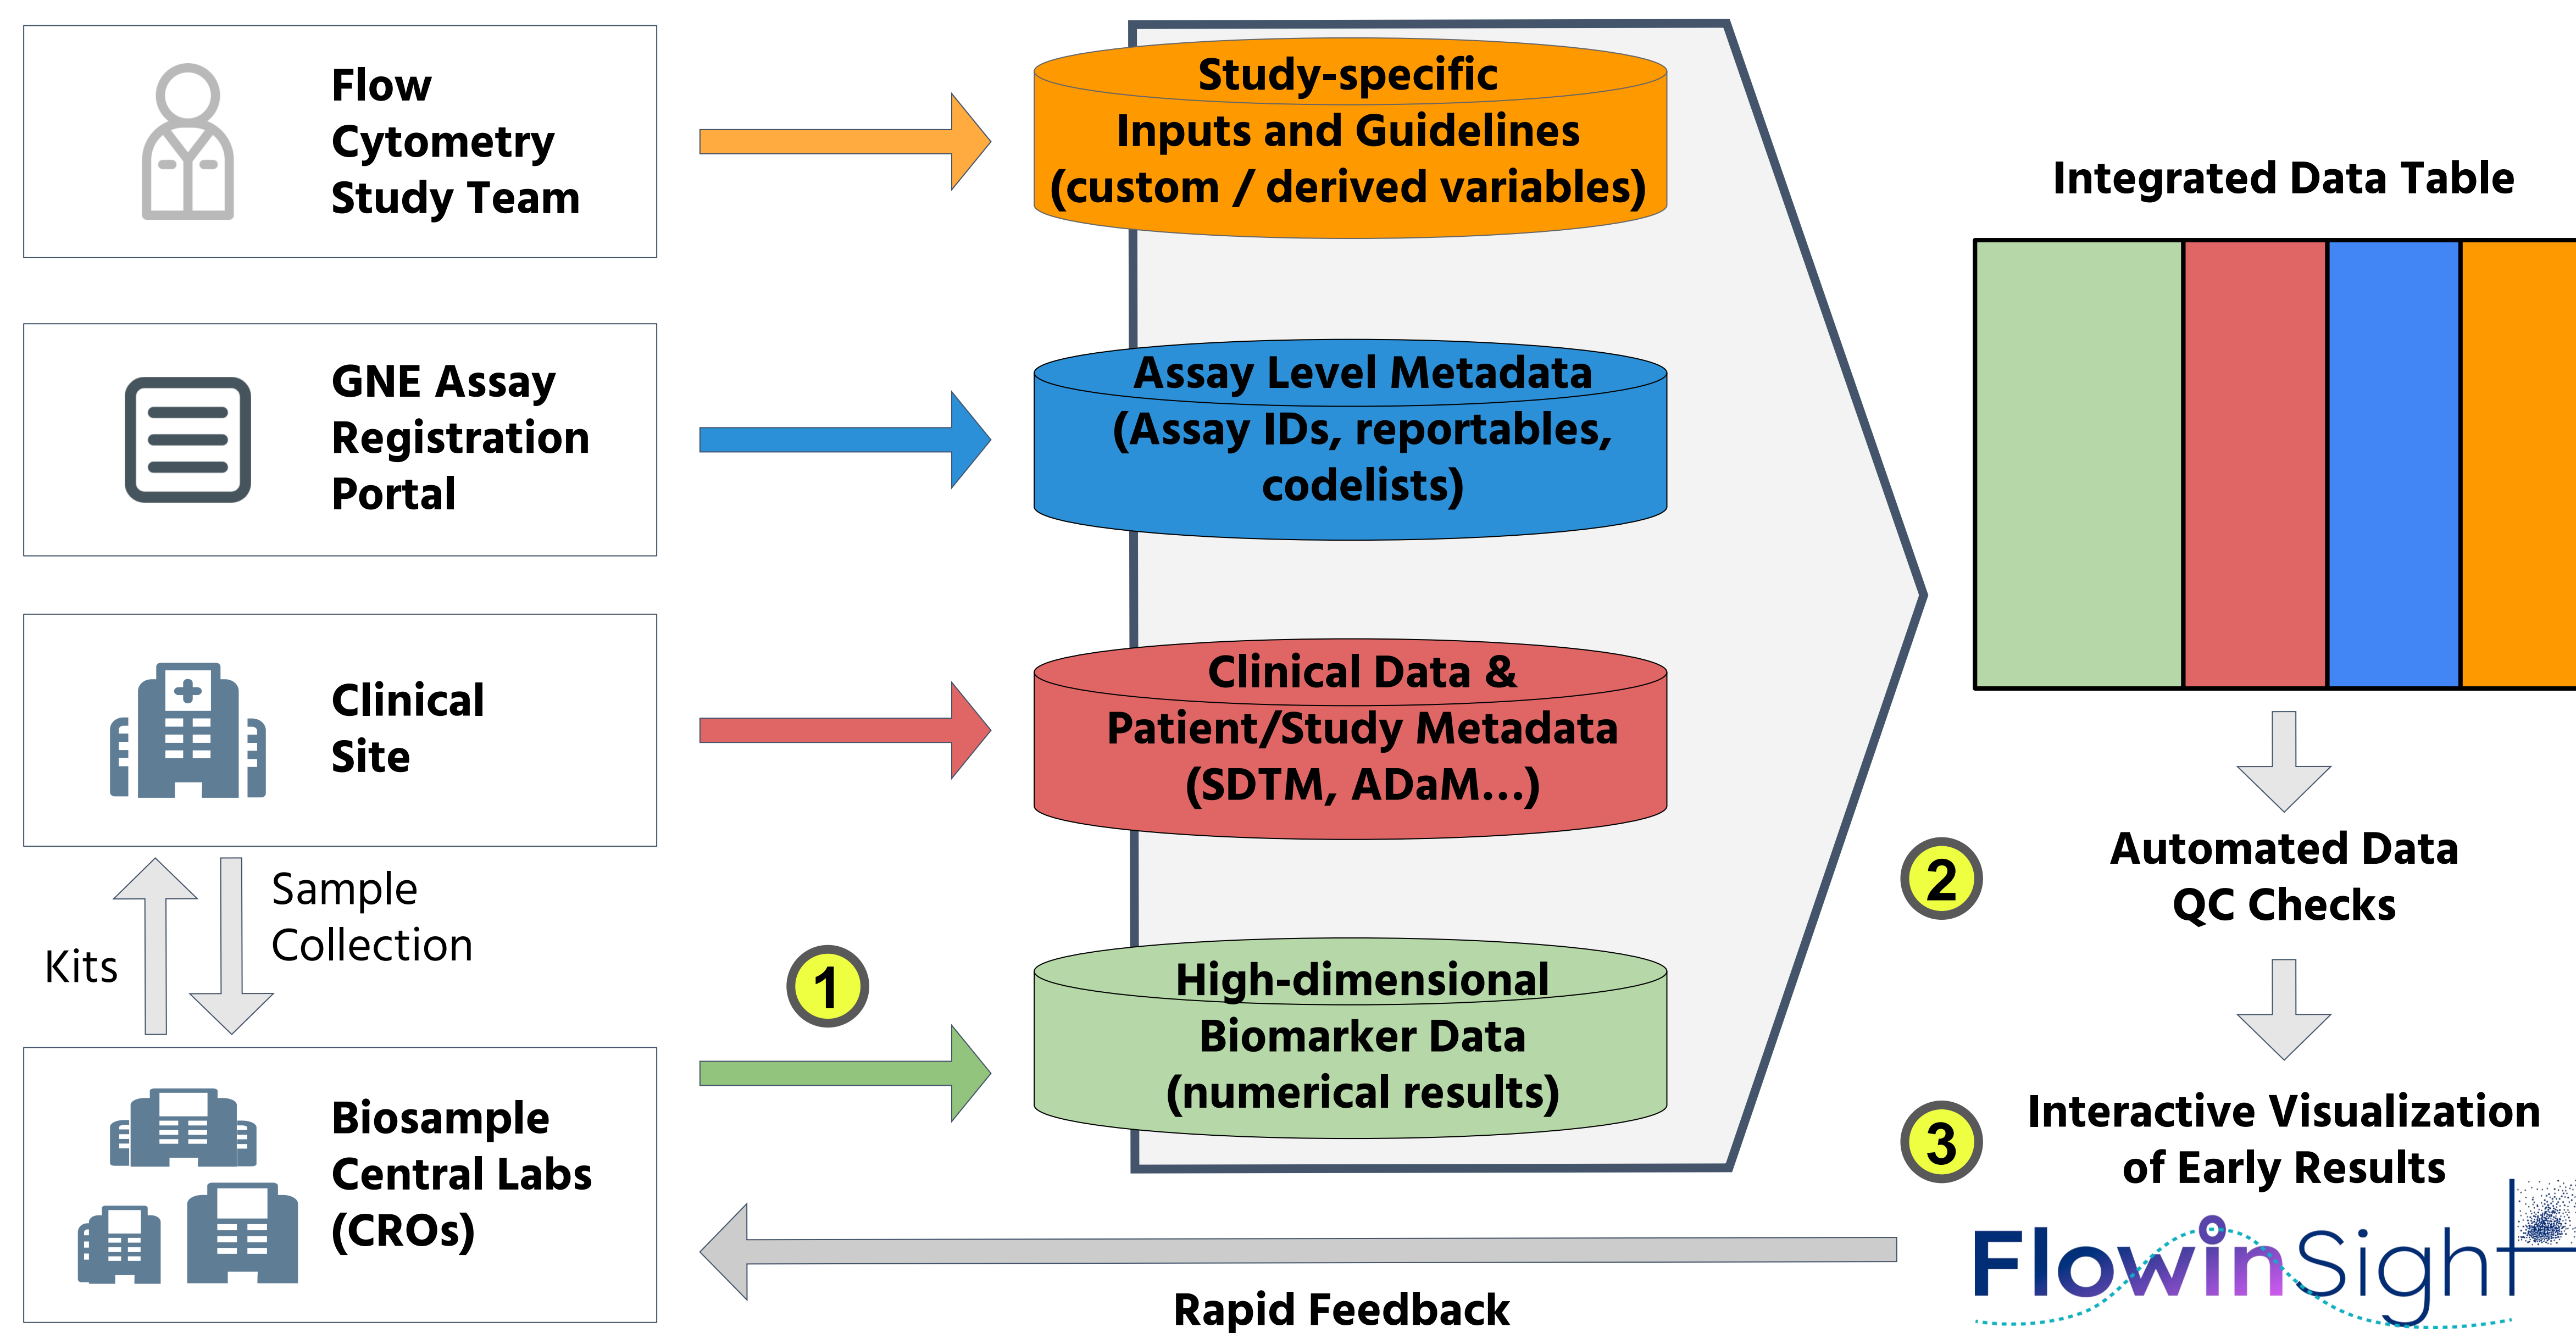 Flow
Cytometry
Study Team
Study-specific
Inputs and Guidelines
(custom / derived variables)
Integrated Data Table
GNE Assay
Registration
Portal
Assay Level Metadata
(Assay IDs, reportables,
codelists)
Clinical
Site
Clinical Data &
Patient/Study Metadata
(SDTM, ADaM...)
Kits
Sample
Collection
1
Biosample
Central Labs
(CROs)
High-dimensional
Biomarker Data
(numerical results)
2
Automated Data
QC Checks
3
Interactive Visualization
of Early Results
Rapid Feedback
FlowinSight